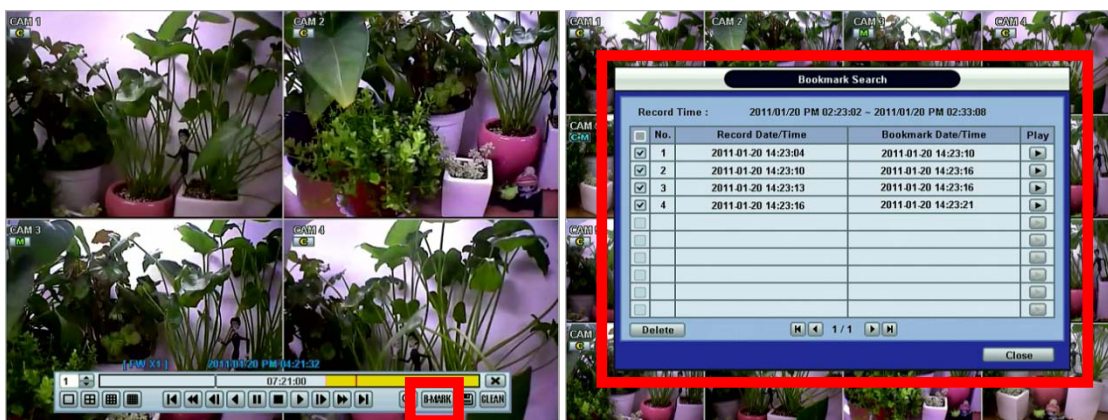 CAM 1
C
CAM 2
C
CAM 3
M
CAM 4
C
[ FW X1 ] 2011/01/20 PM 04:21:32
1
07:21:00
B-MARK
CLEAN
CAM 1
C
CAM 2
C
CAM 3
M
CAM 4
C
Bookmark Search
Record Time : 2011/01/20 PM 02:23:02 ~ 2011/01/20 PM 02:33:08
No. Record Date/Time Bookmark Date/Time Play
1 2011-01-20 14:23:04 2011-01-20 14:23:10
2 2011-01-20 14:23:10 2011-01-20 14:23:16
3 2011-01-20 14:23:13 2011-01-20 14:23:16
4 2011-01-20 14:23:16 2011-01-20 14:23:21
Delete 1 / 1
Close